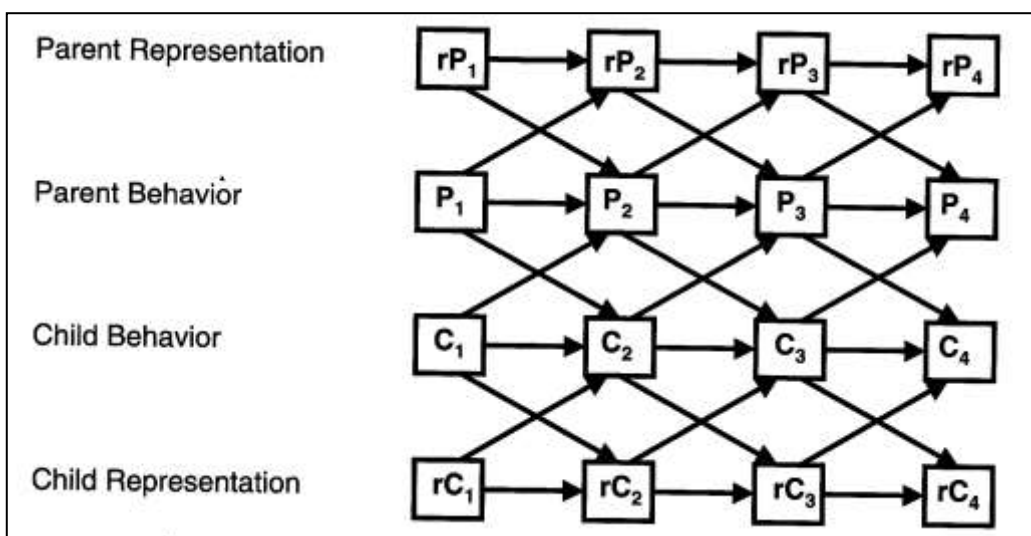 Parent Representation rP₁ rP₂ rP₃ rP₄
Parent Behavior P₁ P₂ P₃ P₄
Child Behavior C₁ C₂ C₃ C₄
Child Representation rC₁ rC₂ rC₃ rC₄